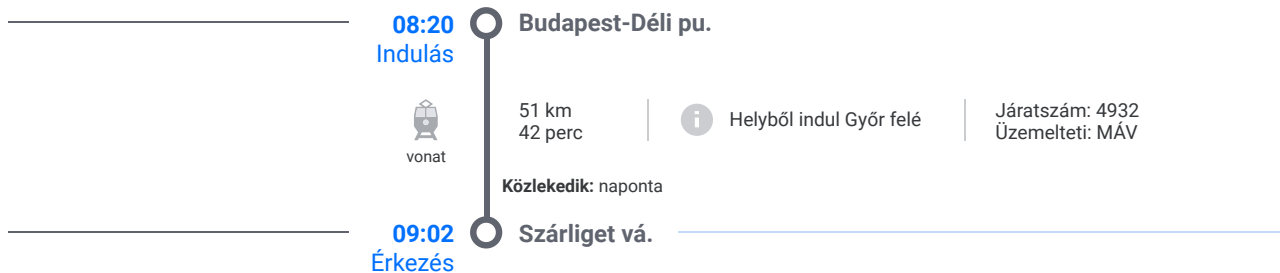 08:20
Indulás
Budapest-Déli pu.
vonat
51 km
42 perc
Helyből indul Győr felé
Járatszám: 4932
Üzemelteti: MÁV
Közlekedik: naponta
09:02
Érkezés
Szárliget vá.